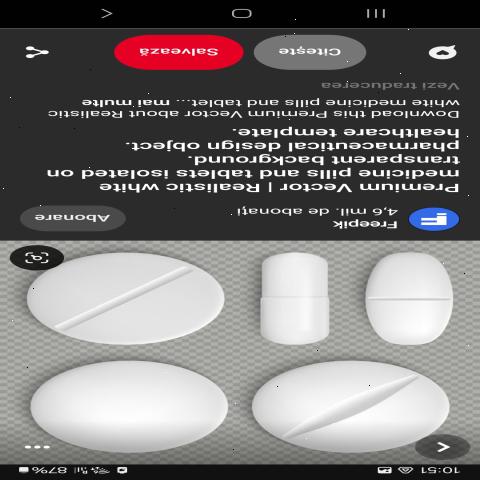 10:51
87%
Freepik
4,6 mil. de abonați
Abonare
Premium Vector | Realistic white
medicine pills and tablets isolated on
transparent background.
pharmaceutical design object.
healthcare template.
Download this Premium Vector about Realistic
white medicine pills and tablet... mai multe
Vezi traducerea
Citește
Salvează